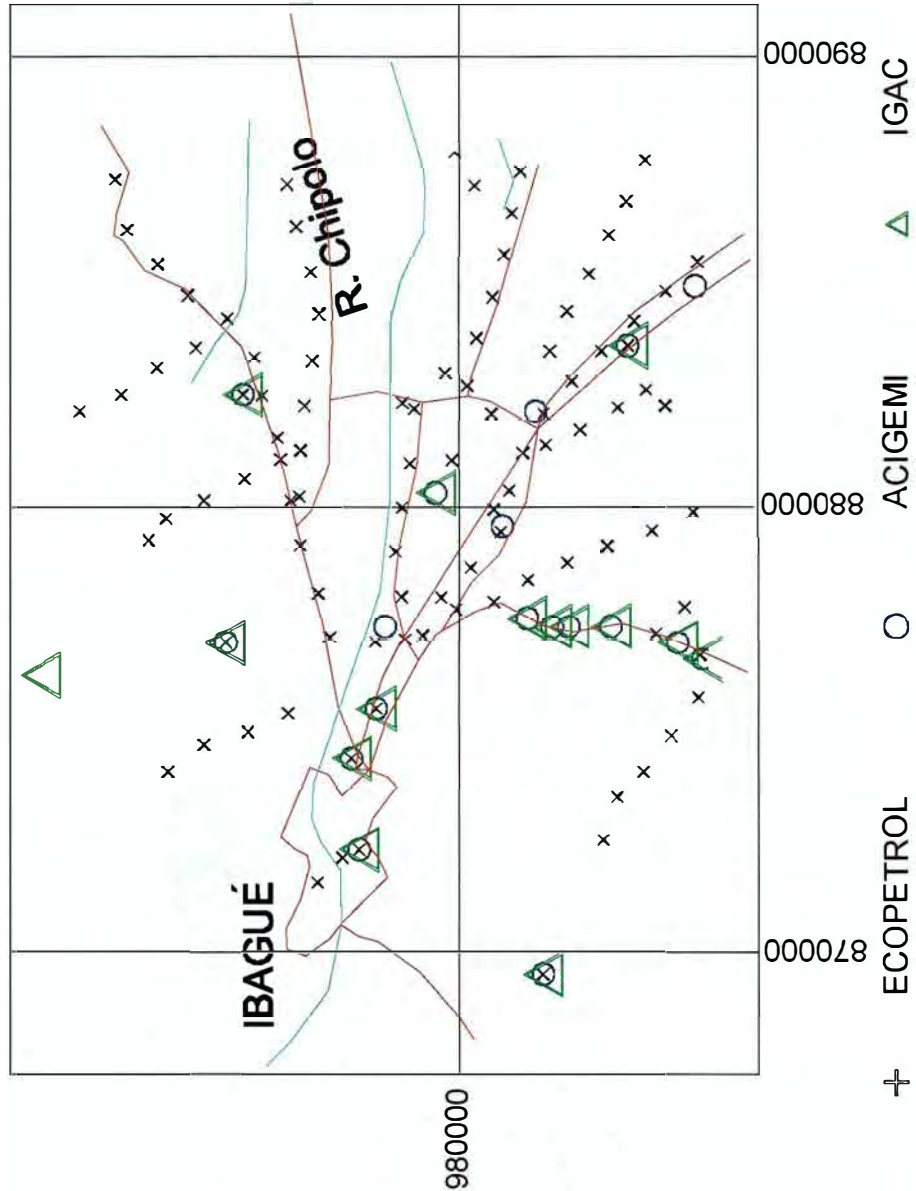 890000
R. Chipolo
880000
IBAGUÉ
870000
980000
ECOPETROL
ACIGEMI
IGAC